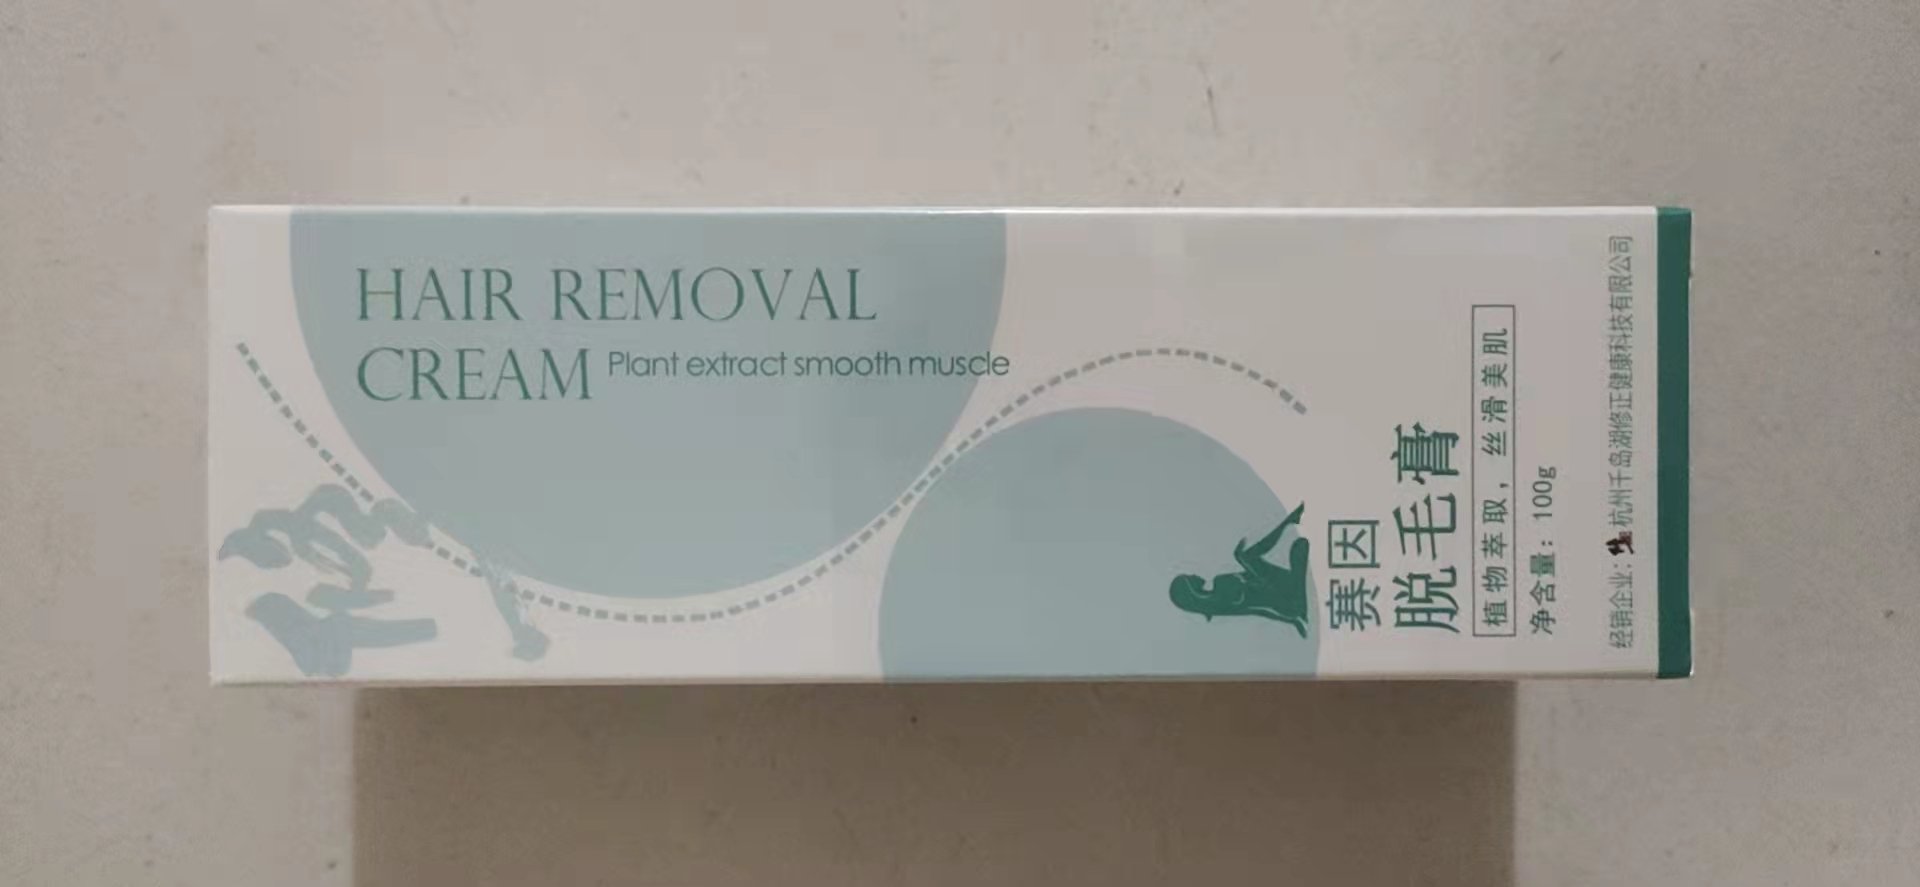 HAIR REMOVAL
CREAM Plant extract smooth muscle
赛因
脱毛膏
植物萃取，丝滑美肌
净含量：100g
经销企业：杭州千岛湖修正健康科技有限公司